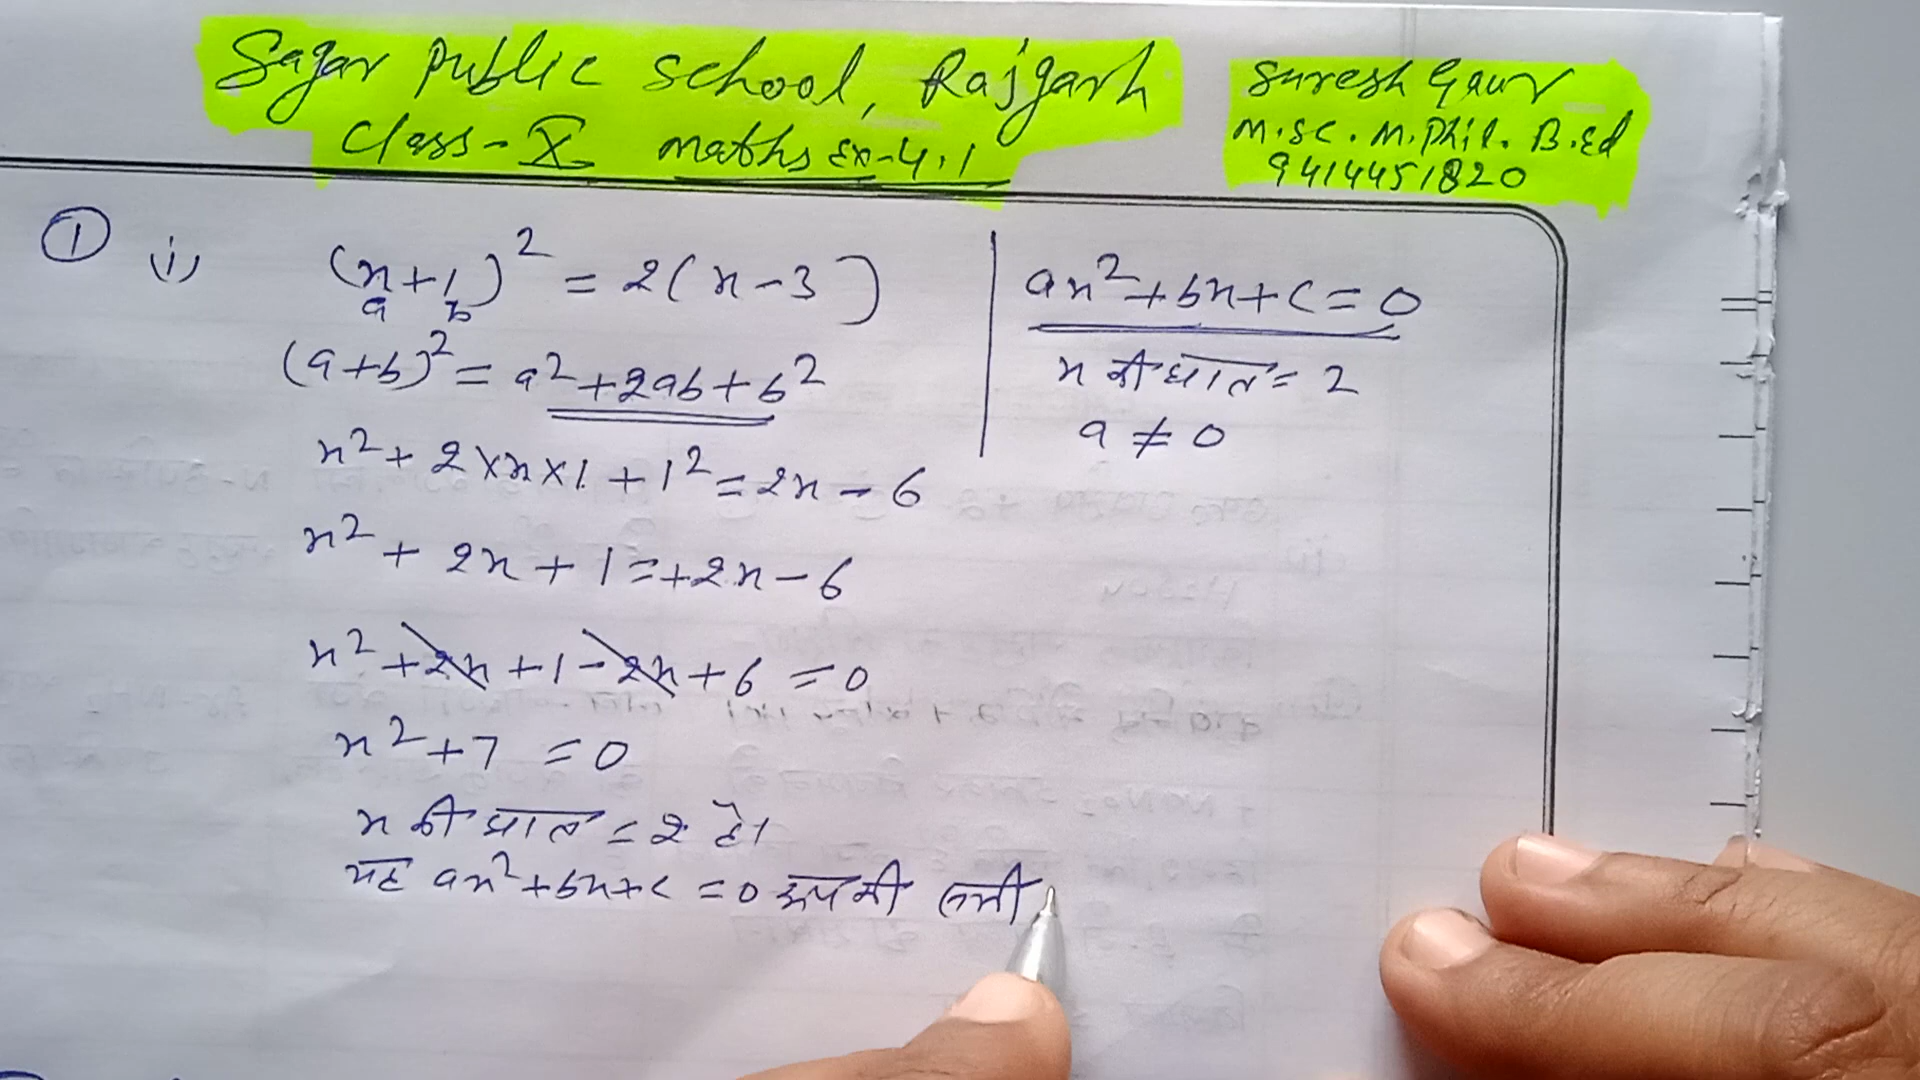 Sagar Public School, Rajgarh
Class-X maths Ex-4.1
Suresh Gaur
M.Sc. M.Phil. B.Ed
9414451820
① (i) (x+1)² = 2(x-3)
a b
(a+b)² = a²+2ab+b²
x²+2×x×1+1² = 2x-6
x²+2x+1=+2x-6
x²+2x+1-2x+6=0
x²+7=0
x की घात = 2 है।
यह ax²+bx+c=0 रूप की
ax²+bx+c=0
x की घात = 2
a ≠ 0